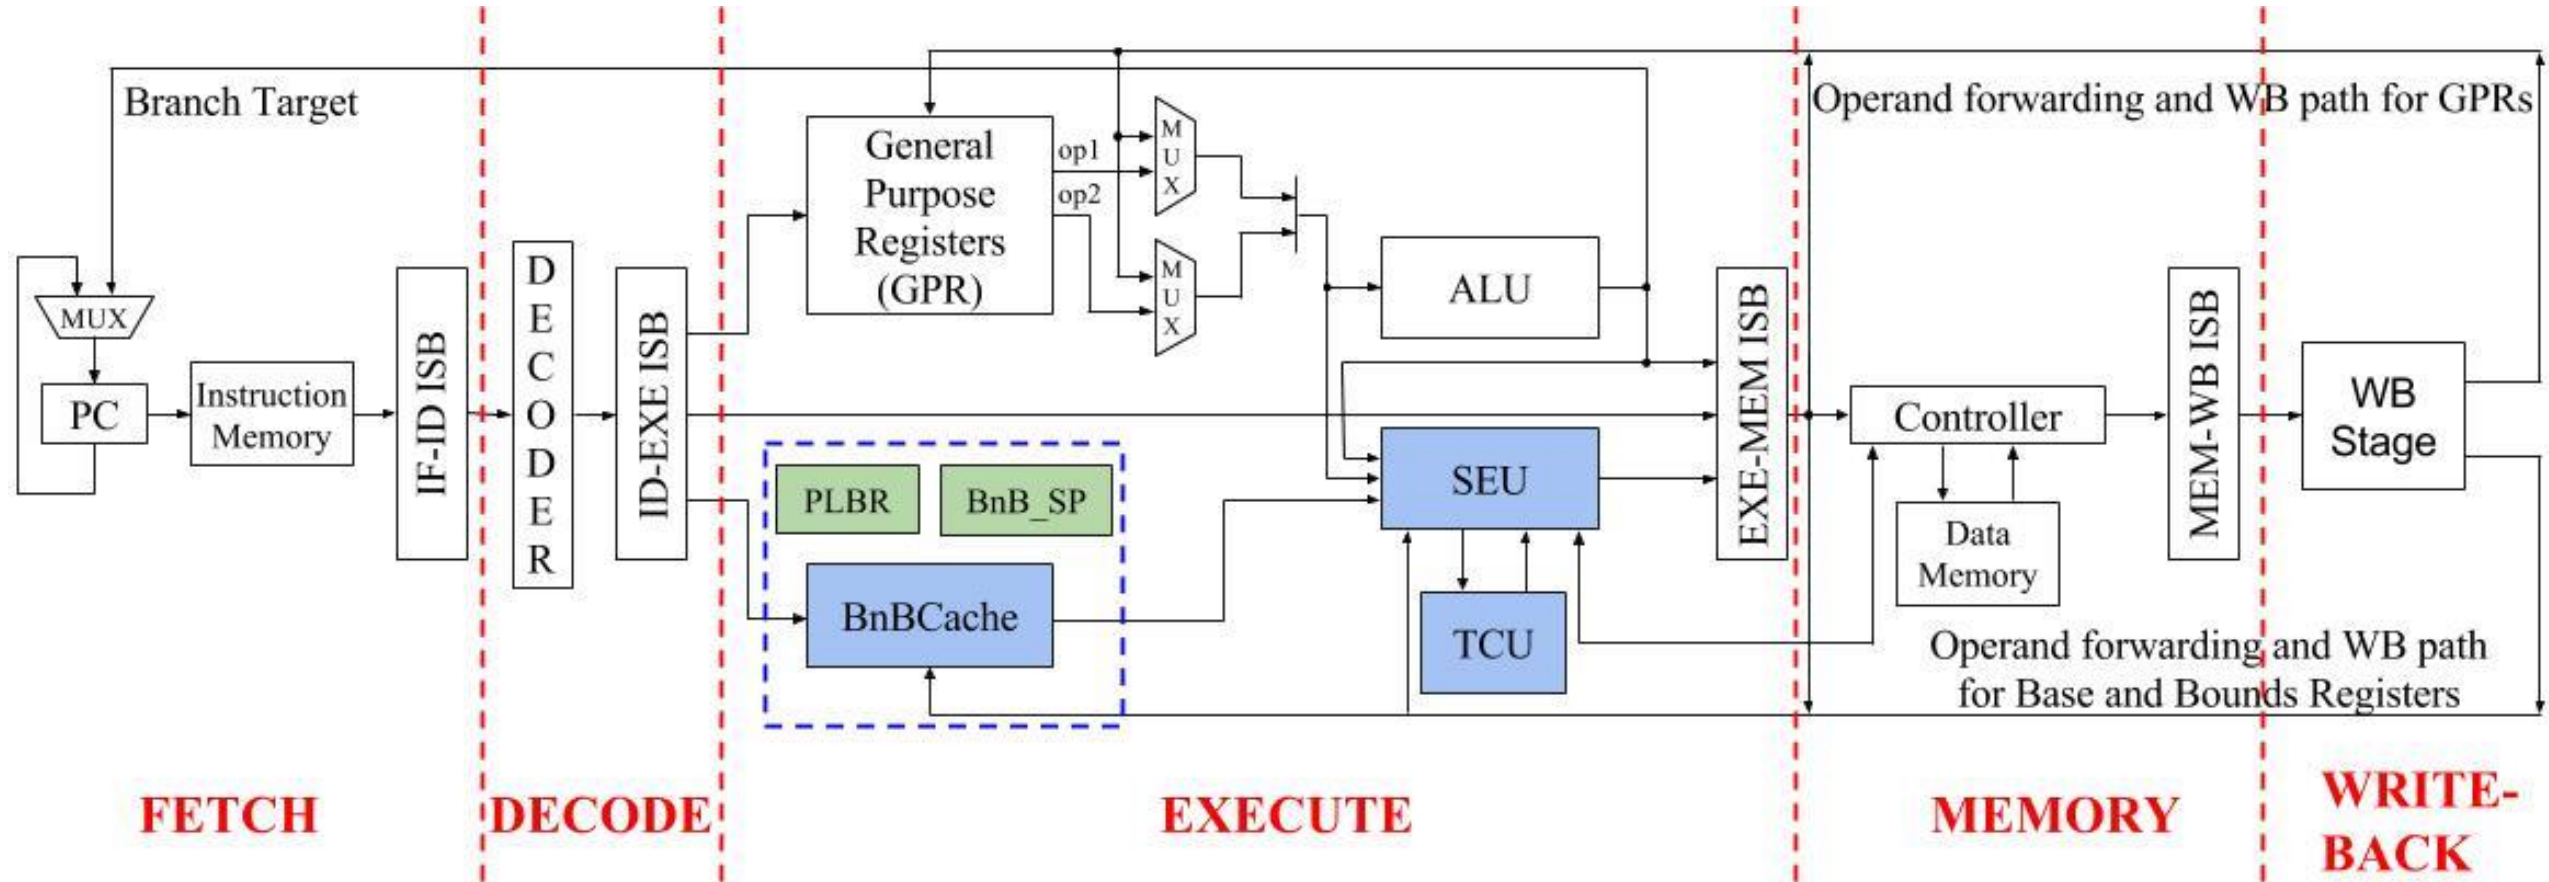 Branch Target
MUX
PC
Instruction
Memory
IF-ID ISB
DECODER
ID-EXE ISB
General
Purpose
Registers
(GPR)
op1
op2
MUX
MUX
ALU
PLBR
BnB_SP
BnBCache
SEU
TCU
EXE-MEM ISB
Operand forwarding and WB path for GPRs
Controller
Data
Memory
MEM-WB ISB
WB
Stage
Operand forwarding and WB path
for Base and Bounds Registers
FETCH
DECODE
EXECUTE
MEMORY
WRITE-
BACK